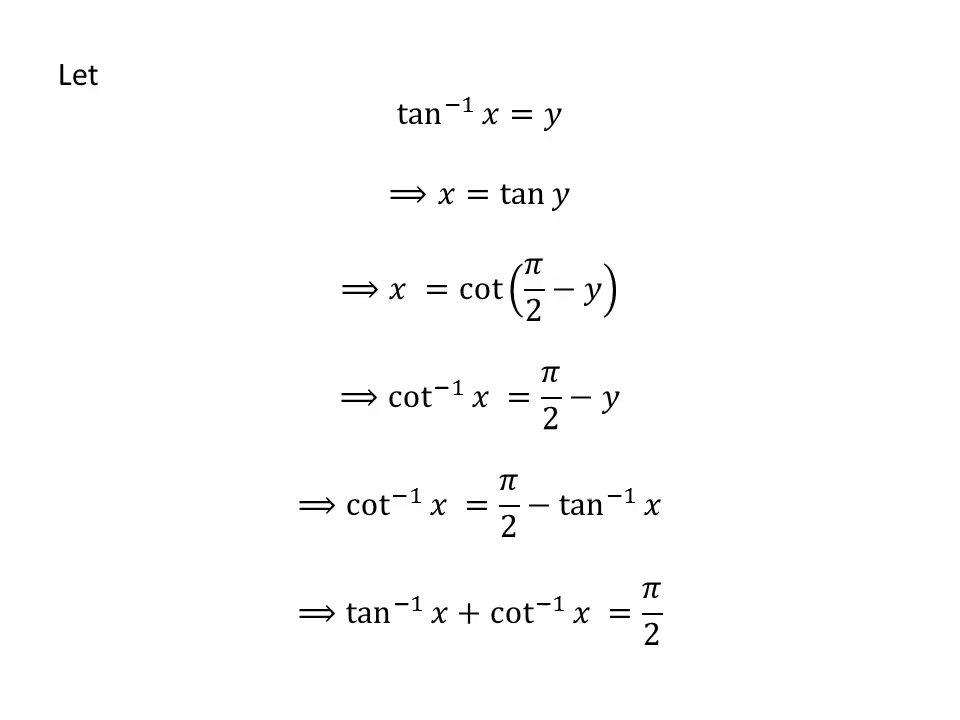 Let
tan⁻¹ x = y
⟹ x = tan y
⟹ x = cot(π/2 − y)
⟹ cot⁻¹ x = π/2 − y
⟹ cot⁻¹ x = π/2 − tan⁻¹ x
⟹ tan⁻¹ x + cot⁻¹ x = π/2